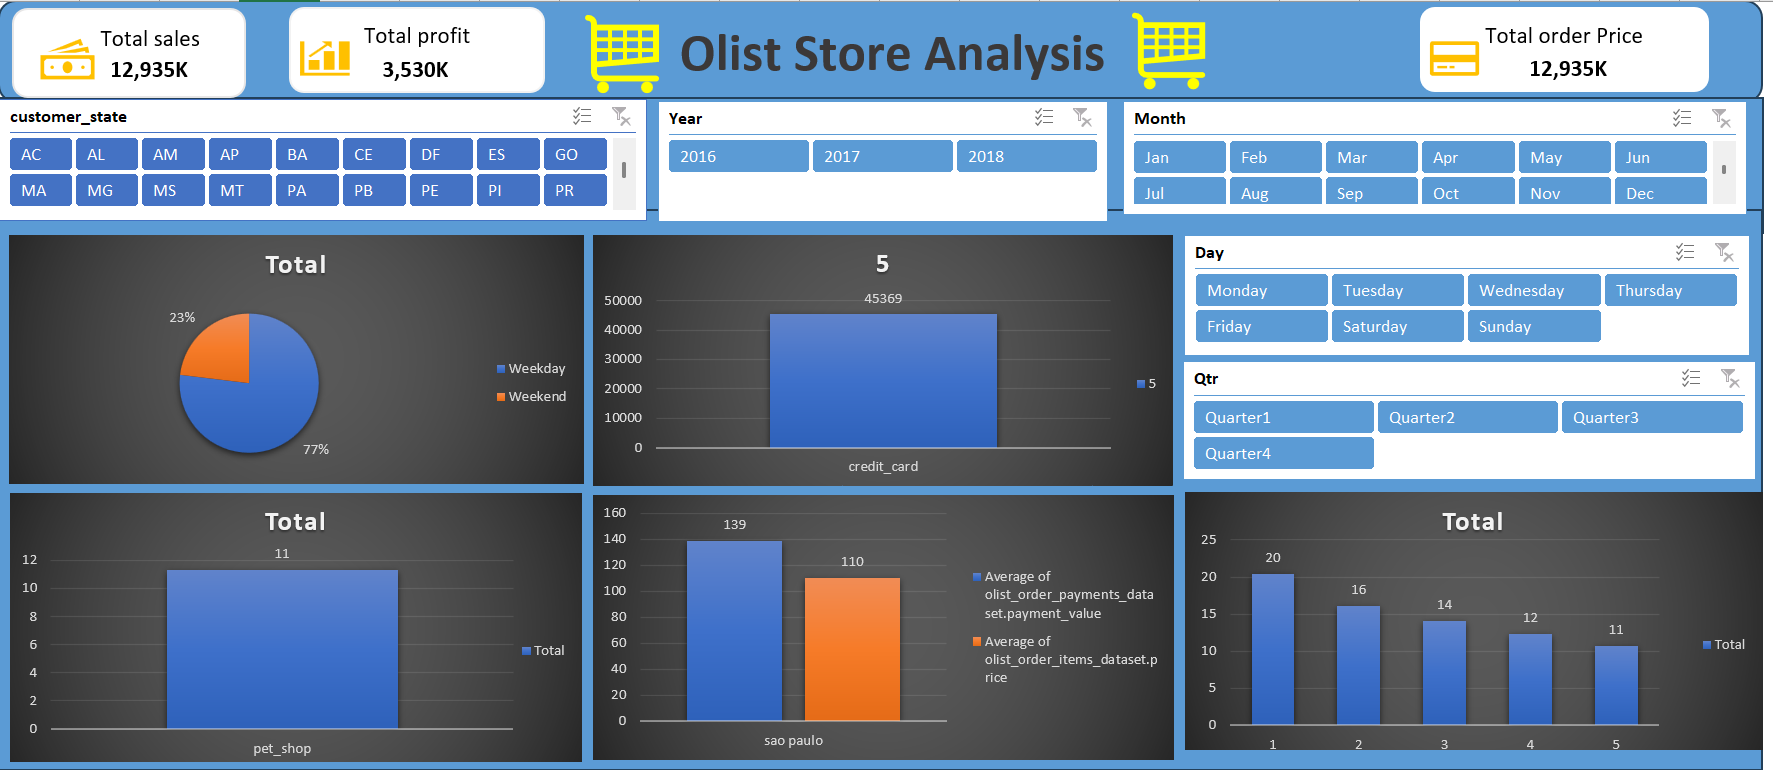 Total sales
12,935K
Total profit
3,530K
Olist Store Analysis
Total order Price
12,935K
customer_state
AC AL AM AP BA CE DF ES GO
MA MG MS MT PA PB PE PI PR
Year
2016 2017 2018
Month
Jan Feb Mar Apr May Jun
Jul Aug Sep Oct Nov Dec
Total
23%
77%
Weekday
Weekend
5
45369
50000
40000
30000
20000
10000
0
credit_card
5
Day
Monday Tuesday Wednesday Thursday
Friday Saturday Sunday
Qtr
Quarter1 Quarter2 Quarter3
Quarter4
Total
11
12
10
8
6
4
2
0
pet_shop
Total
160
140
120
100
80
60
40
20
0
139
110
sao paulo
Average of
olist_order_payments_data
set.payment_value
Average of
olist_order_items_dataset.p
rice
Total
25
20
15
10
5
0
20
16
14
12
11
1 2 3 4 5
Total